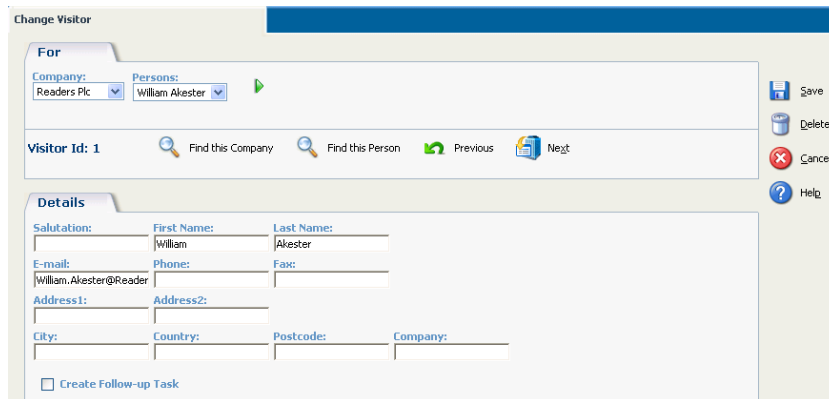 Change Visitor
For
Company: Persons:
Readers Plc William Akester
Visitor Id: 1 Find this Company Find this Person Previous Next
Save
Delete
Cance
Help
Details
Salutation: First Name: Last Name:
William Akester
E-mail: Phone: Fax:
William.Akester@Reader
Address1: Address2:
City: Country: Postcode: Company:
Create Follow-up Task